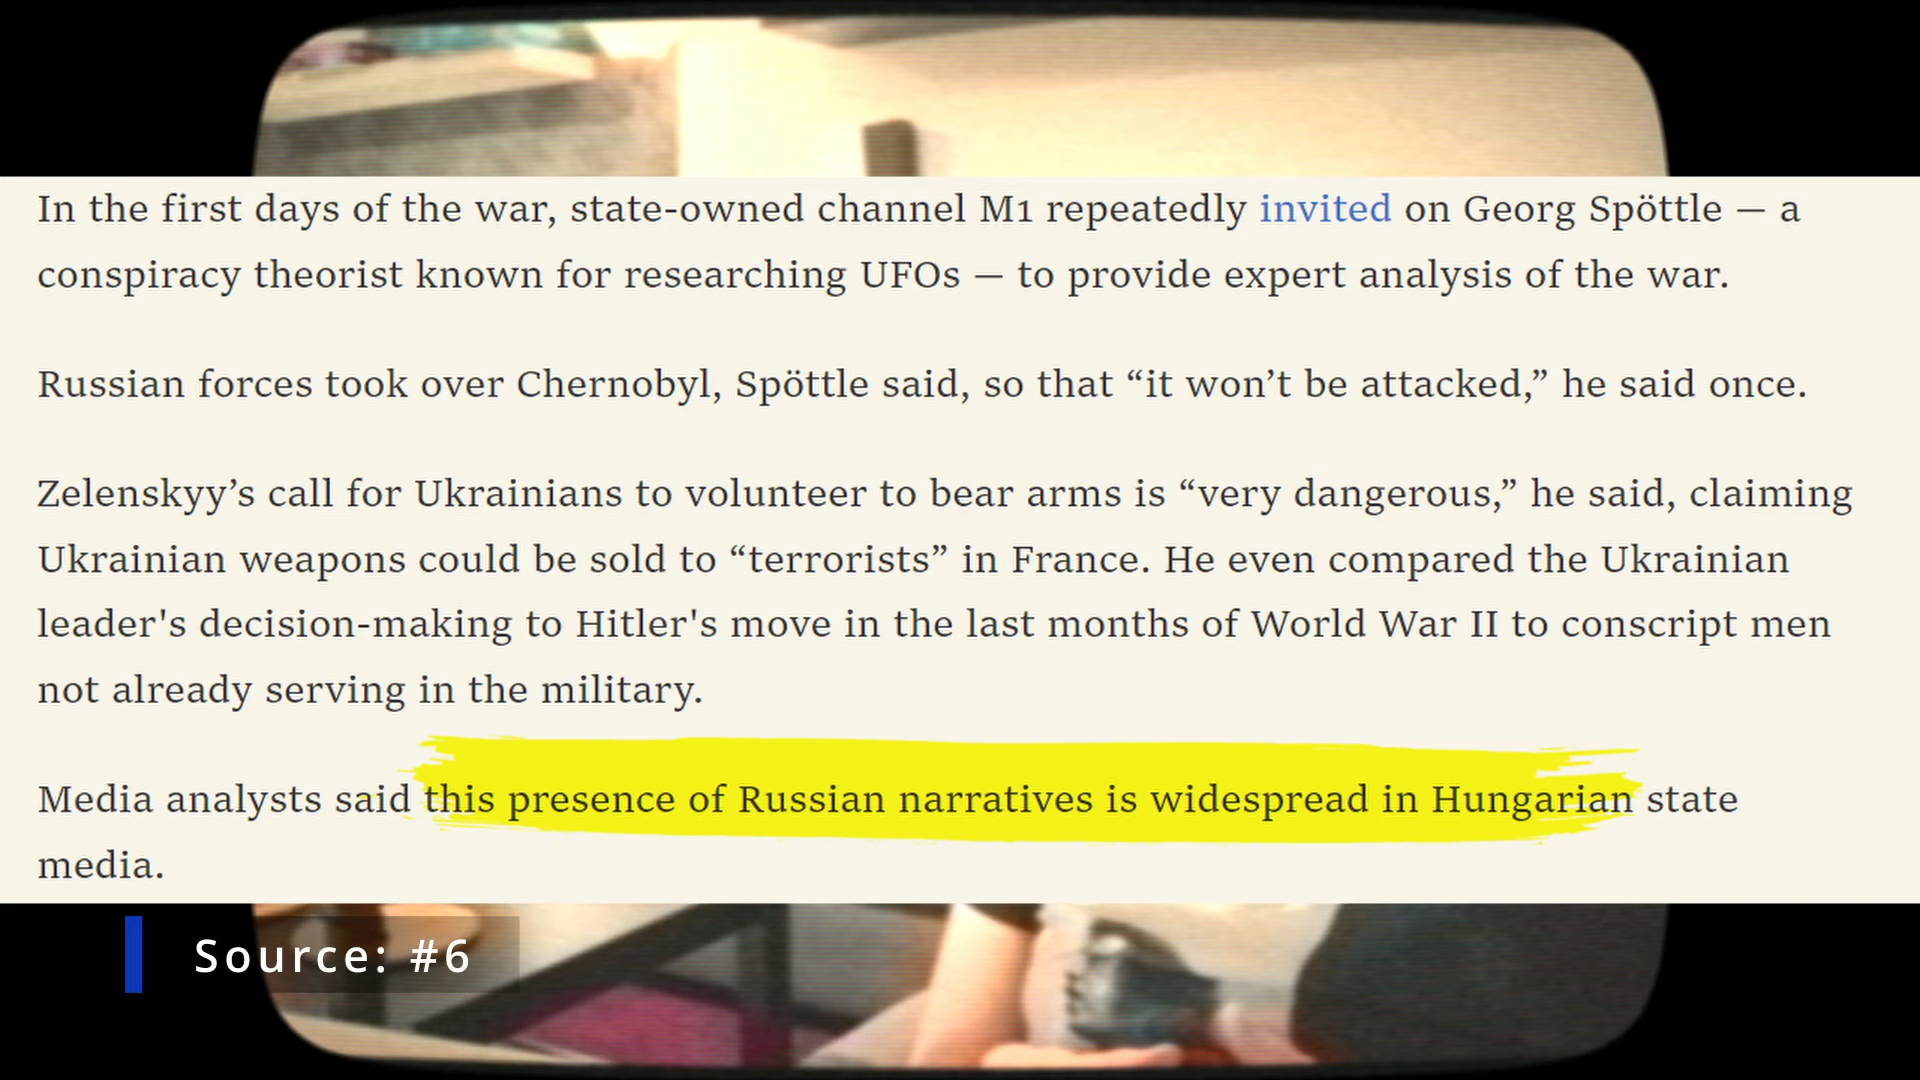 In the first days of the war, state-owned channel M1 repeatedly invited on Georg Spöttle — a
conspiracy theorist known for researching UFOs — to provide expert analysis of the war.
Russian forces took over Chernobyl, Spöttle said, so that “it won’t be attacked,” he said once.
Zelenskyy’s call for Ukrainians to volunteer to bear arms is “very dangerous,” he said, claiming
Ukrainian weapons could be sold to “terrorists” in France. He even compared the Ukrainian
leader's decision-making to Hitler's move in the last months of World War II to conscript men
not already serving in the military.
Media analysts said this presence of Russian narratives is widespread in Hungarian state
media.
Source: #6